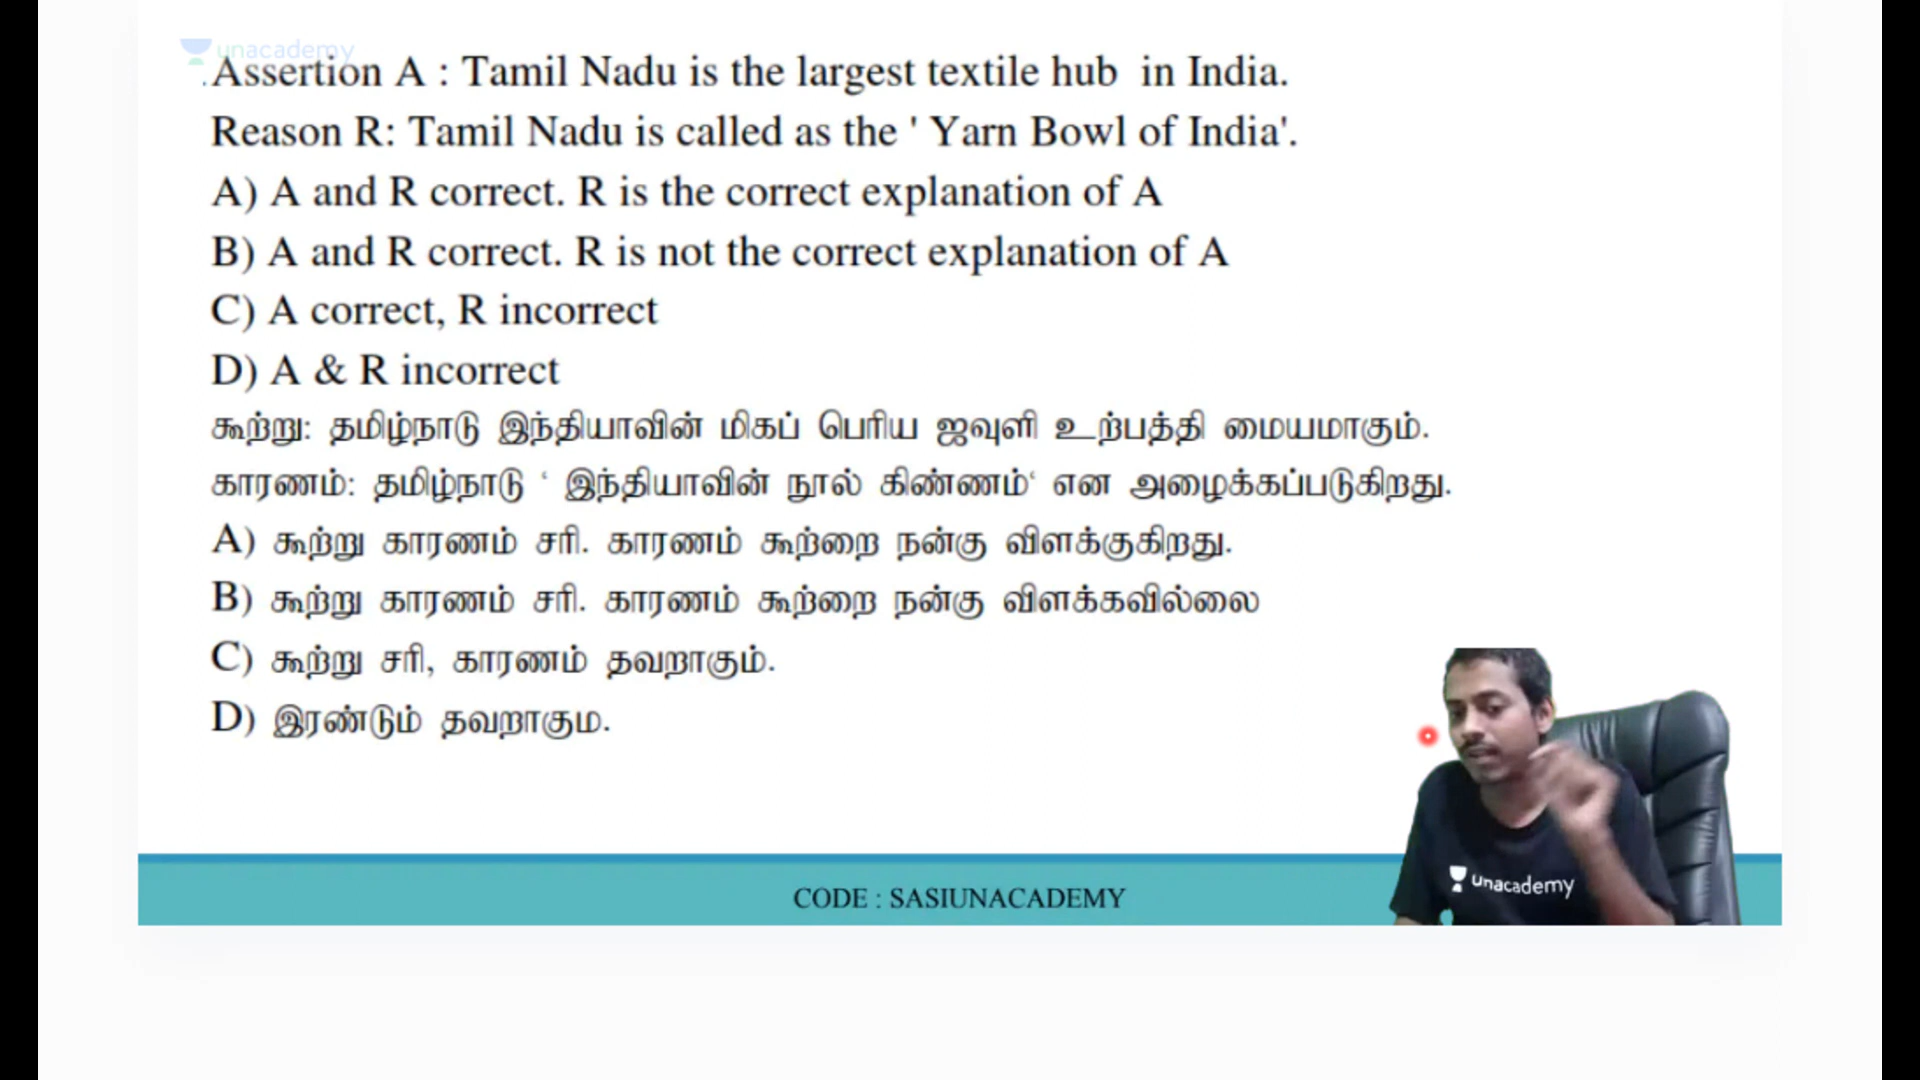 unacademy
.Assertion A : Tamil Nadu is the largest textile hub in India.
Reason R: Tamil Nadu is called as the ' Yarn Bowl of India'.
A) A and R correct. R is the correct explanation of A
B) A and R correct. R is not the correct explanation of A
C) A correct, R incorrect
D) A & R incorrect
கூற்று: தமிழ்நாடு இந்தியாவின் மிகப் பெரிய ஜவுளி உற்பத்தி மையமாகும்.
காரணம்: தமிழ்நாடு ‘ இந்தியாவின் நூல் கிண்ணம்‘ என அழைக்கப்படுகிறது.
A) கூற்று காரணம் சரி. காரணம் கூற்றை நன்கு விளக்குகிறது.
B) கூற்று காரணம் சரி. காரணம் கூற்றை நன்கு விளக்கவில்லை
C) கூற்று சரி, காரணம் தவறாகும்.
D) இரண்டும் தவறாகும.
unacademy
CODE : SASIUNACADEMY